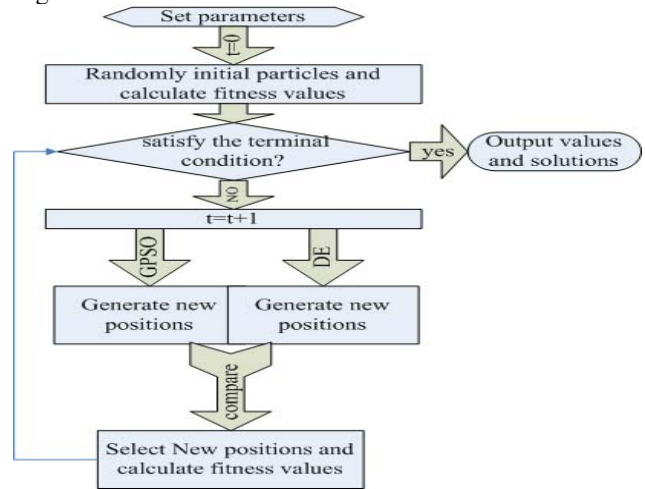 Set parameters
t=0
Randomly initial particles and
calculate fitness values
satisfy the terminal
condition?
yes
Output values
and solutions
NO
t=t+1
GPSO
DE
Generate new
positions
Generate new
positions
compare
Select New positions and
calculate fitness values